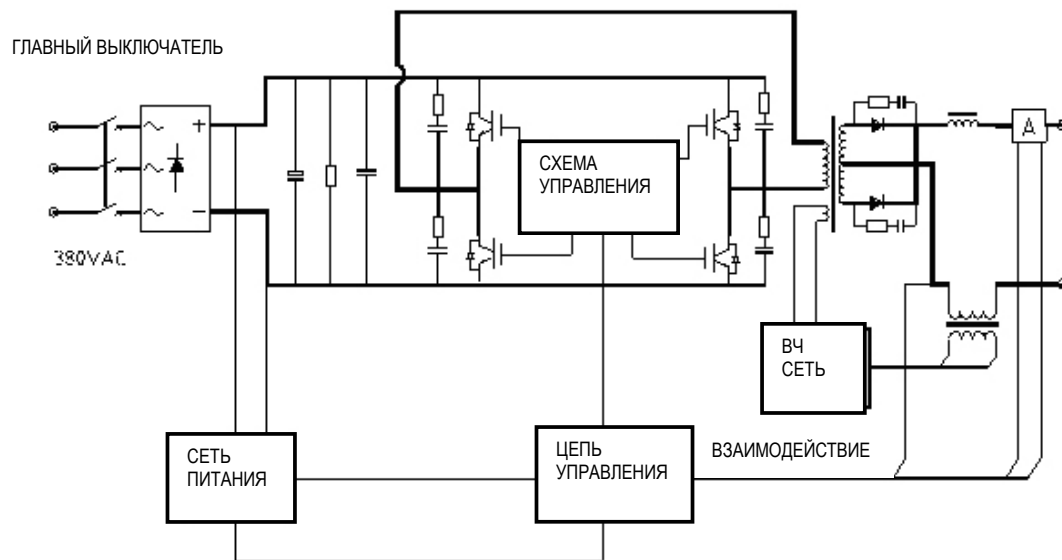 ГЛАВНЫЙ ВЫКЛЮЧАТЕЛЬ
+
−
380VAC
СХЕМА
УПРАВЛЕНИЯ
A
ВЧ
СЕТЬ
СЕТЬ
ПИТАНИЯ
ЦЕПЬ
УПРАВЛЕНИЯ
ВЗАИМОДЕЙСТВИЕ